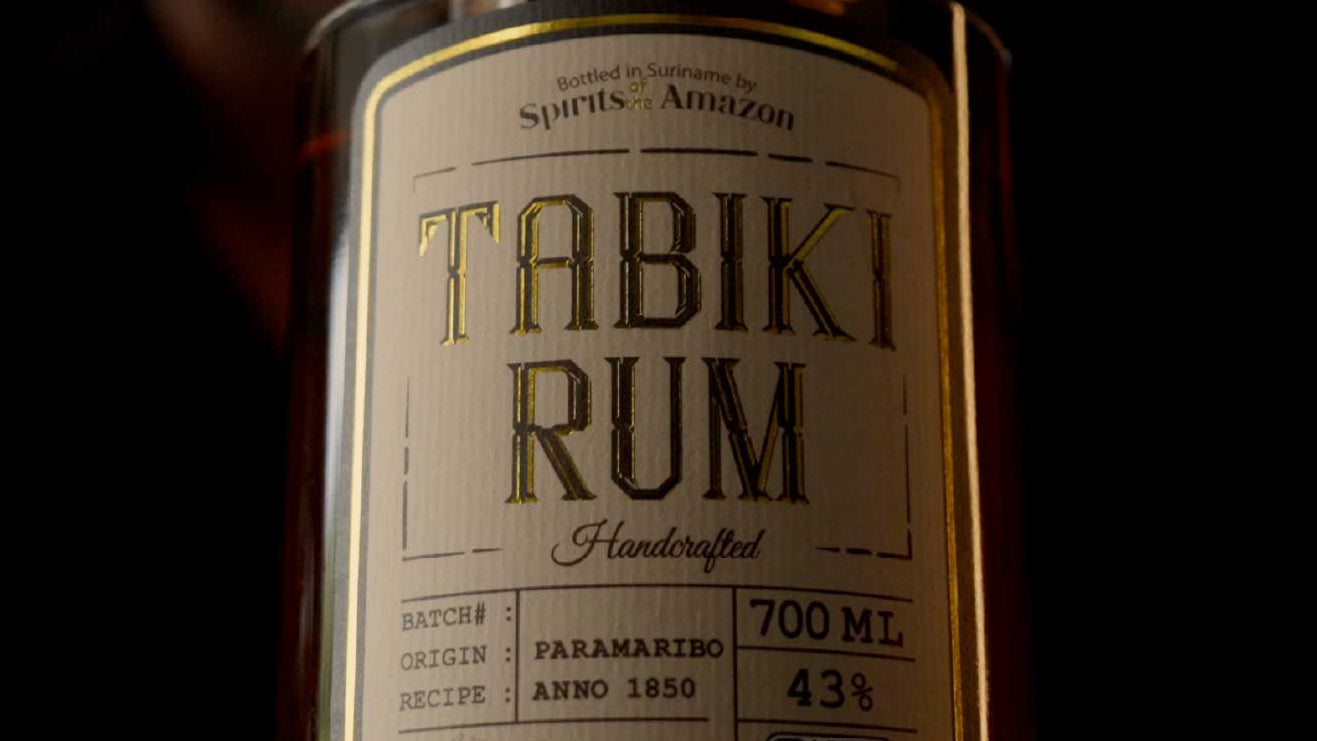 Bottled in Suriname by
Spirits of the Amazon
TABIKI
RUM
Handcrafted
BATCH# :
ORIGIN : PARAMARIBO
RECIPE : ANNO 1850
700 ML
43%